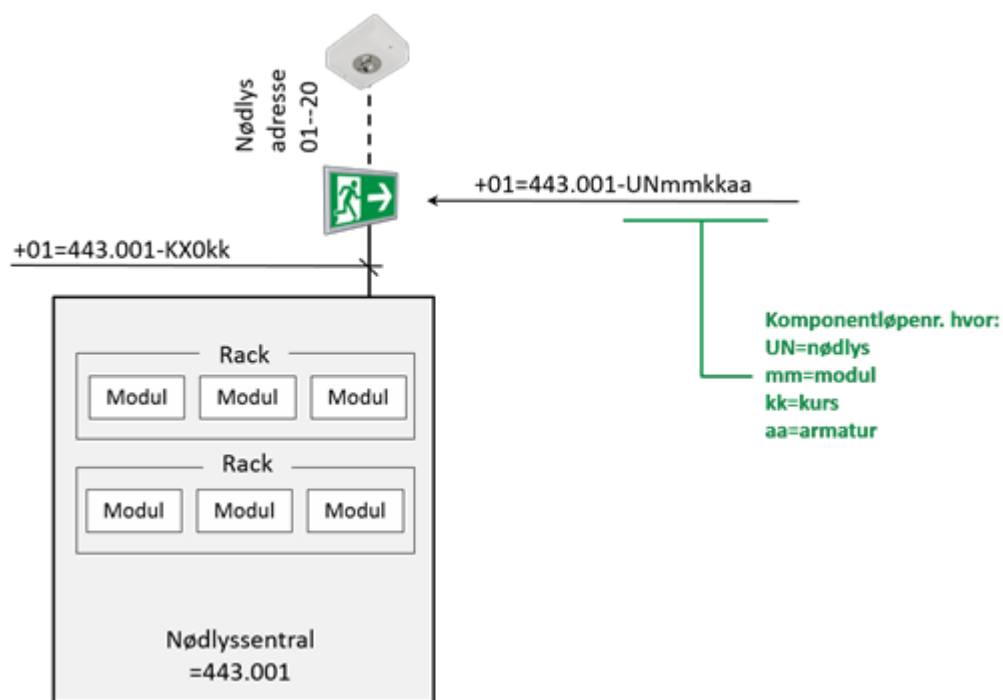 Nødlys
adresse
01--20
+01=443.001-UNmmkkaa
+01=443.001-KX0kk
Komponentløpenr. hvor:
UN=nødlys
mm=modul
kk=kurs
aa=armatur
Rack
Modul Modul Modul
Rack
Modul Modul Modul
Nødlyssentral
=443.001